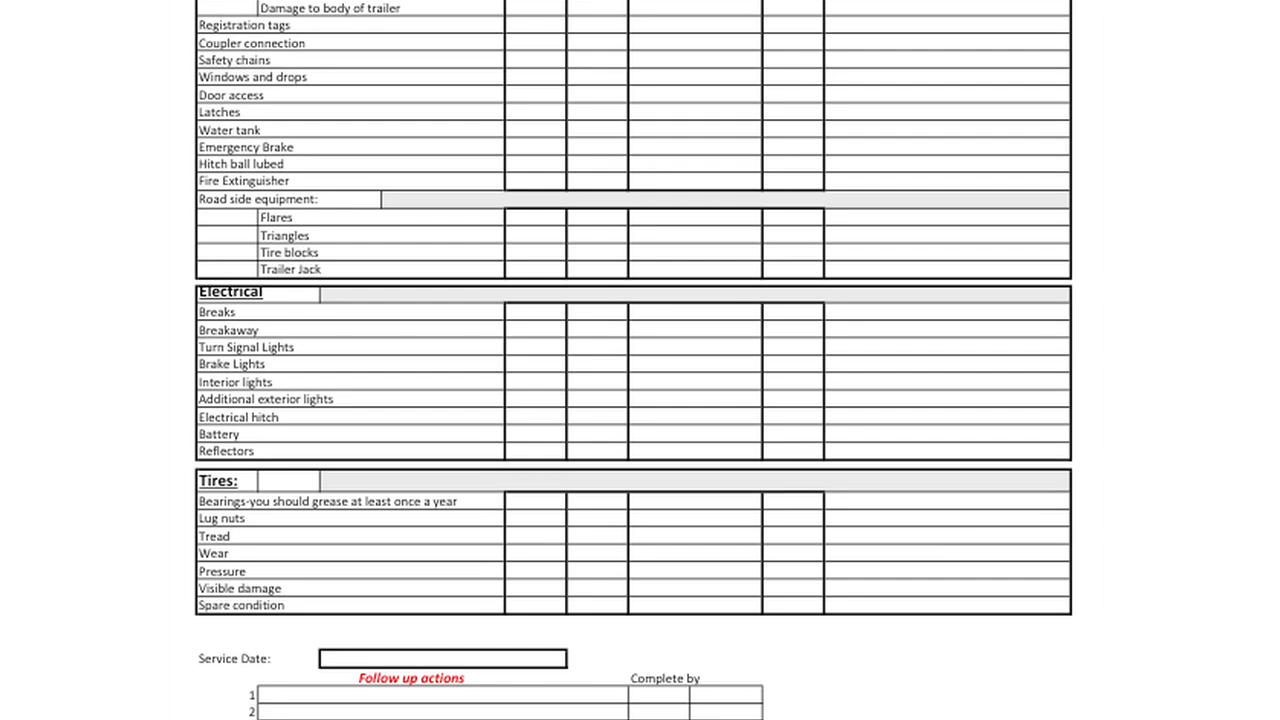 Damage to body of trailer
Registration tags
Coupler connection
Safety chains
Windows and drops
Door access
Latches
Water tank
Emergency Brake
Hitch ball lubed
Fire Extinguisher
Road side equipment:
Flares
Triangles
Tire blocks
Trailer Jack
Electrical
Breaks
Breakaway
Turn Signal Lights
Brake Lights
Interior lights
Additional exterior lights
Electrical hitch
Battery
Reflectors
Tires:
Bearings-you should grease at least once a year
Lug nuts
Tread
Wear
Pressure
Visible damage
Spare condition
Service Date:
Follow up actions Complete by
1
2